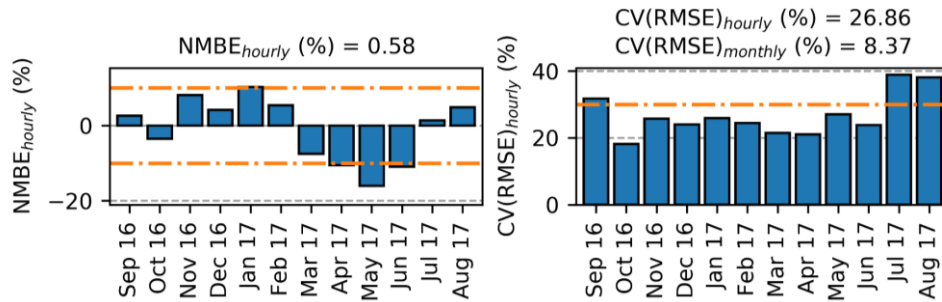 NMBE_hourly (%) = 0.58
NMBE_hourly (%)
0
−20
Sep 16
Oct 16
Nov 16
Dec 16
Jan 17
Feb 17
Mar 17
Apr 17
May 17
Jun 17
Jul 17
Aug 17
CV(RMSE)_hourly (%) = 26.86
CV(RMSE)_monthly (%) = 8.37
CV(RMSE)_hourly (%)
40
20
0
Sep 16
Oct 16
Nov 16
Dec 16
Jan 17
Feb 17
Mar 17
Apr 17
May 17
Jun 17
Jul 17
Aug 17